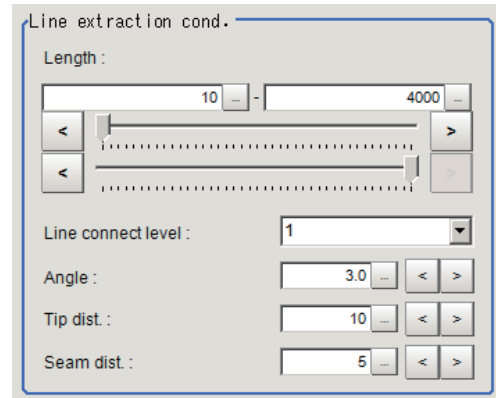 Line extraction cond.
Length :
10 ... - 4000 ...
< >
< >
Line connect level : 1
Angle : 3.0 ... < >
Tip dist. : 10 ... < >
Seam dist. : 5 ... < >